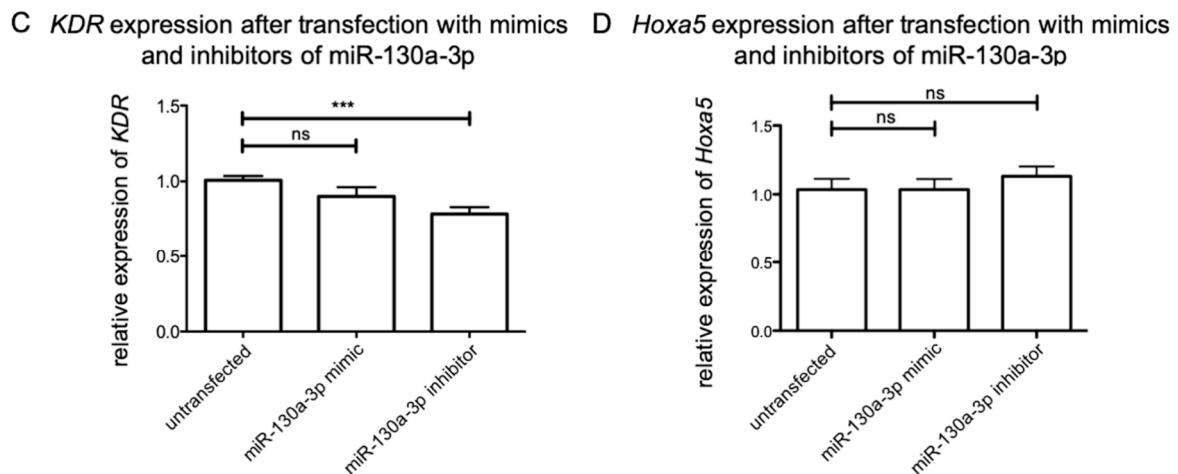 C KDR expression after transfection with mimics
and inhibitors of miR-130a-3p
relative expression of KDR
1.5
1.0
0.5
0.0
***
ns
untransfected
miR-130a-3p mimic
miR-130a-3p inhibitor
D Hoxa5 expression after transfection with mimics
and inhibitors of miR-130a-3p
relative expression of Hoxa5
1.5
1.0
0.5
0.0
ns
ns
untransfected
miR-130a-3p mimic
miR-130a-3p inhibitor